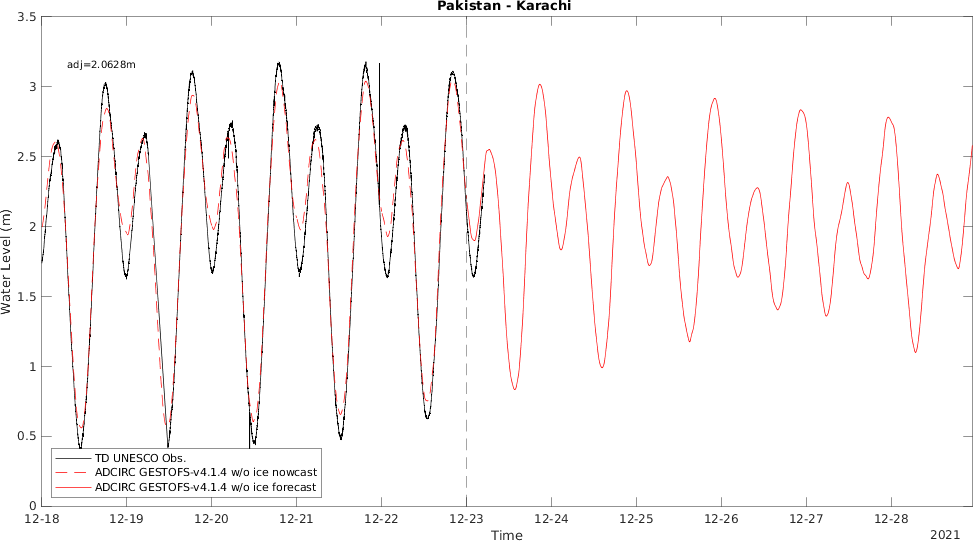 Pakistan - Karachi
3.5
adj=2.0628m
3
2.5
2
Water Level (m)
1.5
1
0.5
TD UNESCO Obs.
ADCIRC GESTOFS-v4.1.4 w/o ice nowcast
ADCIRC GESTOFS-v4.1.4 w/o ice forecast
0
12-18 12-19 12-20 12-21 12-22 12-23 12-24 12-25 12-26 12-27 12-28
Time
2021